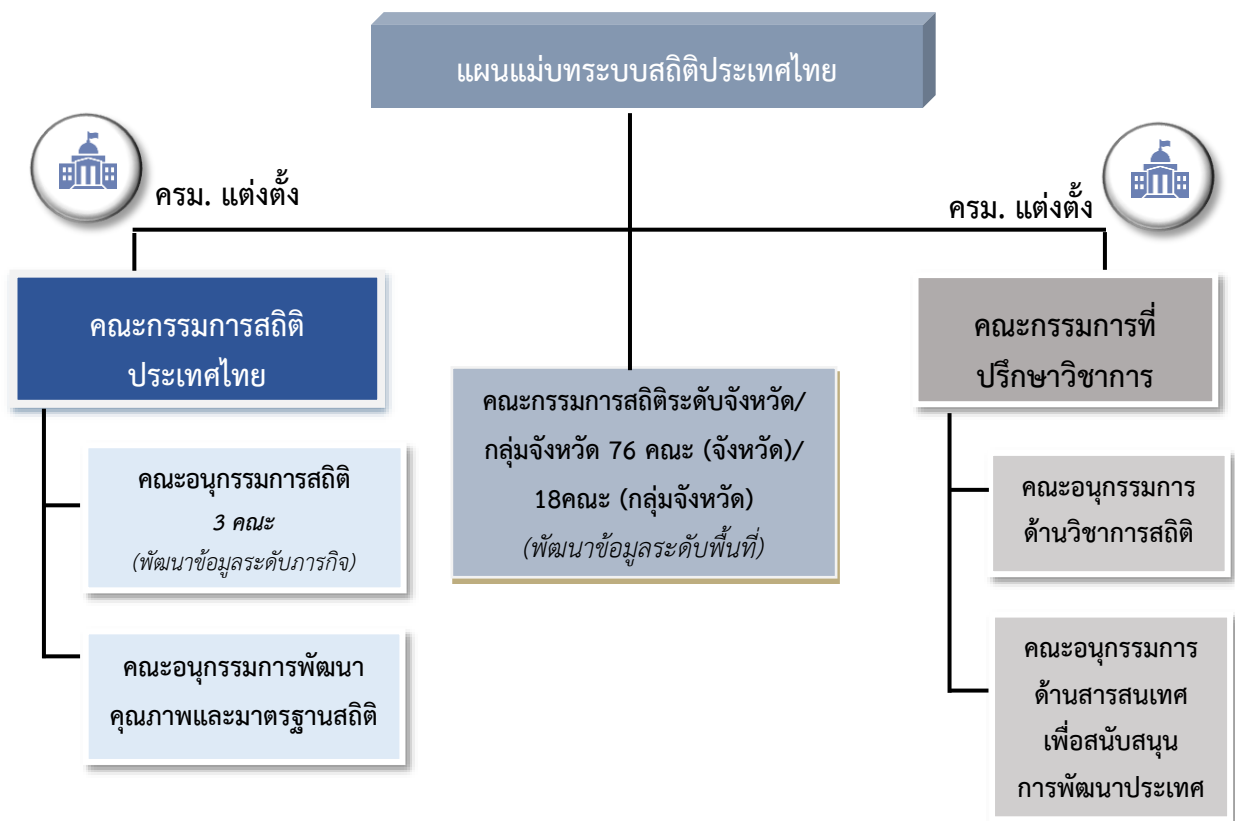 แผนแม่บทระบบสถิติประเทศไทย
ครม. แต่งตั้ง
ครม. แต่งตั้ง
คณะกรรมการสถิติ
ประเทศไทย
คณะอนุกรรมการสถิติ
3 คณะ
(พัฒนาข้อมูลระดับภารกิจ)
คณะอนุกรรมการพัฒนา
คุณภาพและมาตรฐานสถิติ
คณะกรรมการสถิติระดับจังหวัด/
กลุ่มจังหวัด 76 คณะ (จังหวัด)/
18คณะ (กลุ่มจังหวัด)
(พัฒนาข้อมูลระดับพื้นที่)
คณะกรรมการที่
ปรึกษาวิชาการ
คณะอนุกรรมการ
ด้านวิชาการสถิติ
คณะอนุกรรมการ
ด้านสารสนเทศ
เพื่อสนับสนุน
การพัฒนาประเทศ